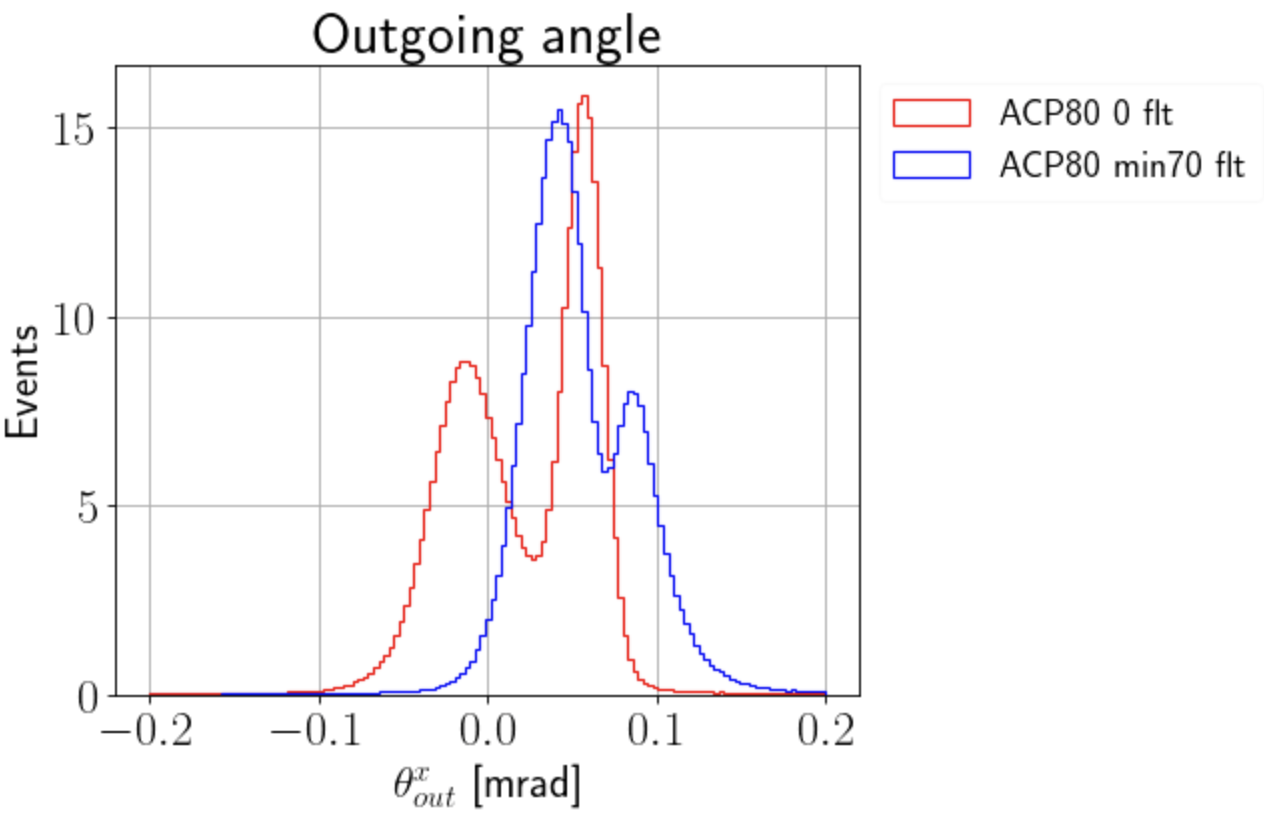 Outgoing angle
ACP80 0 flt
ACP80 min70 flt
Events
15
10
5
0
−0.2
−0.1
0.0
0.1
0.2
θ^x_out [mrad]